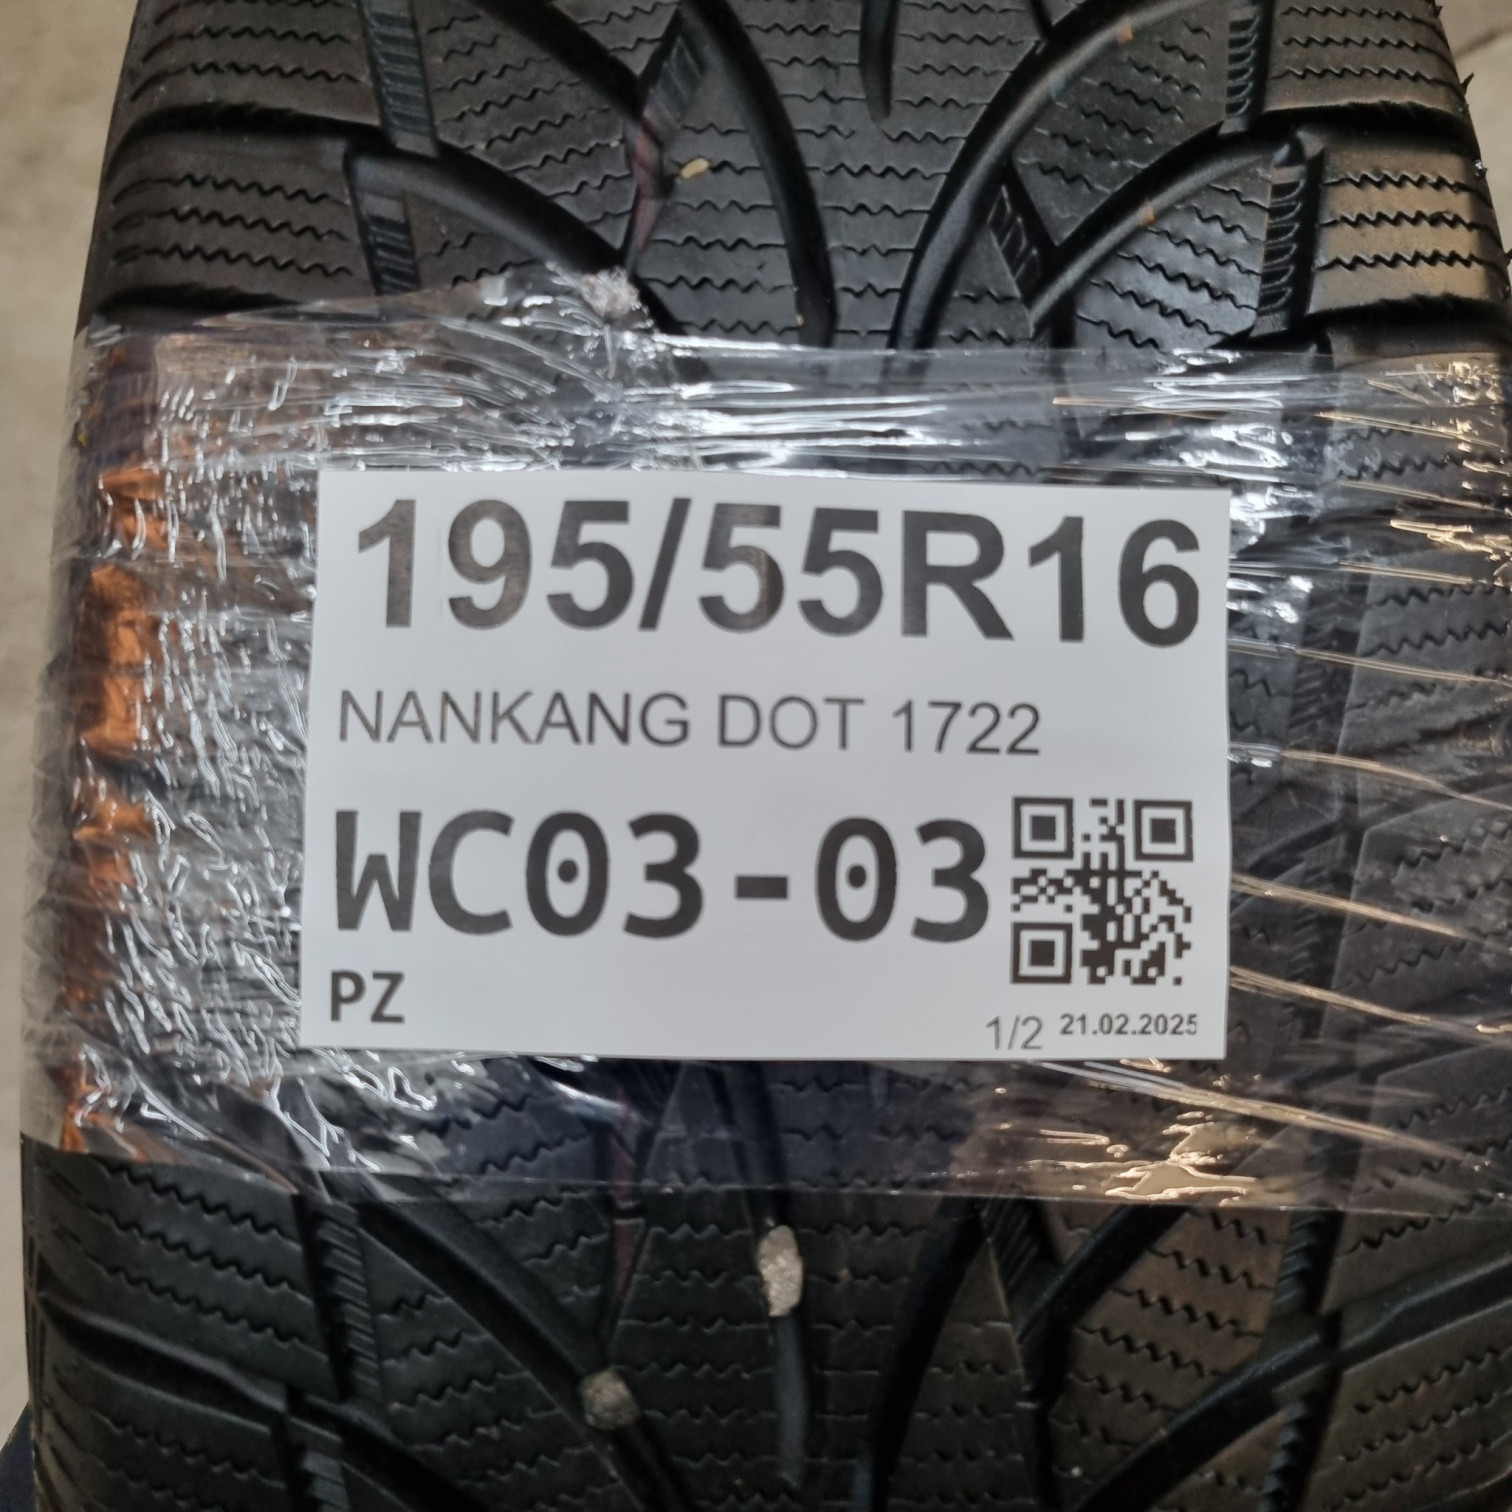 195/55R16
NANKANG DOT 1722
WC03-03
PZ
1/2 21.02.2025